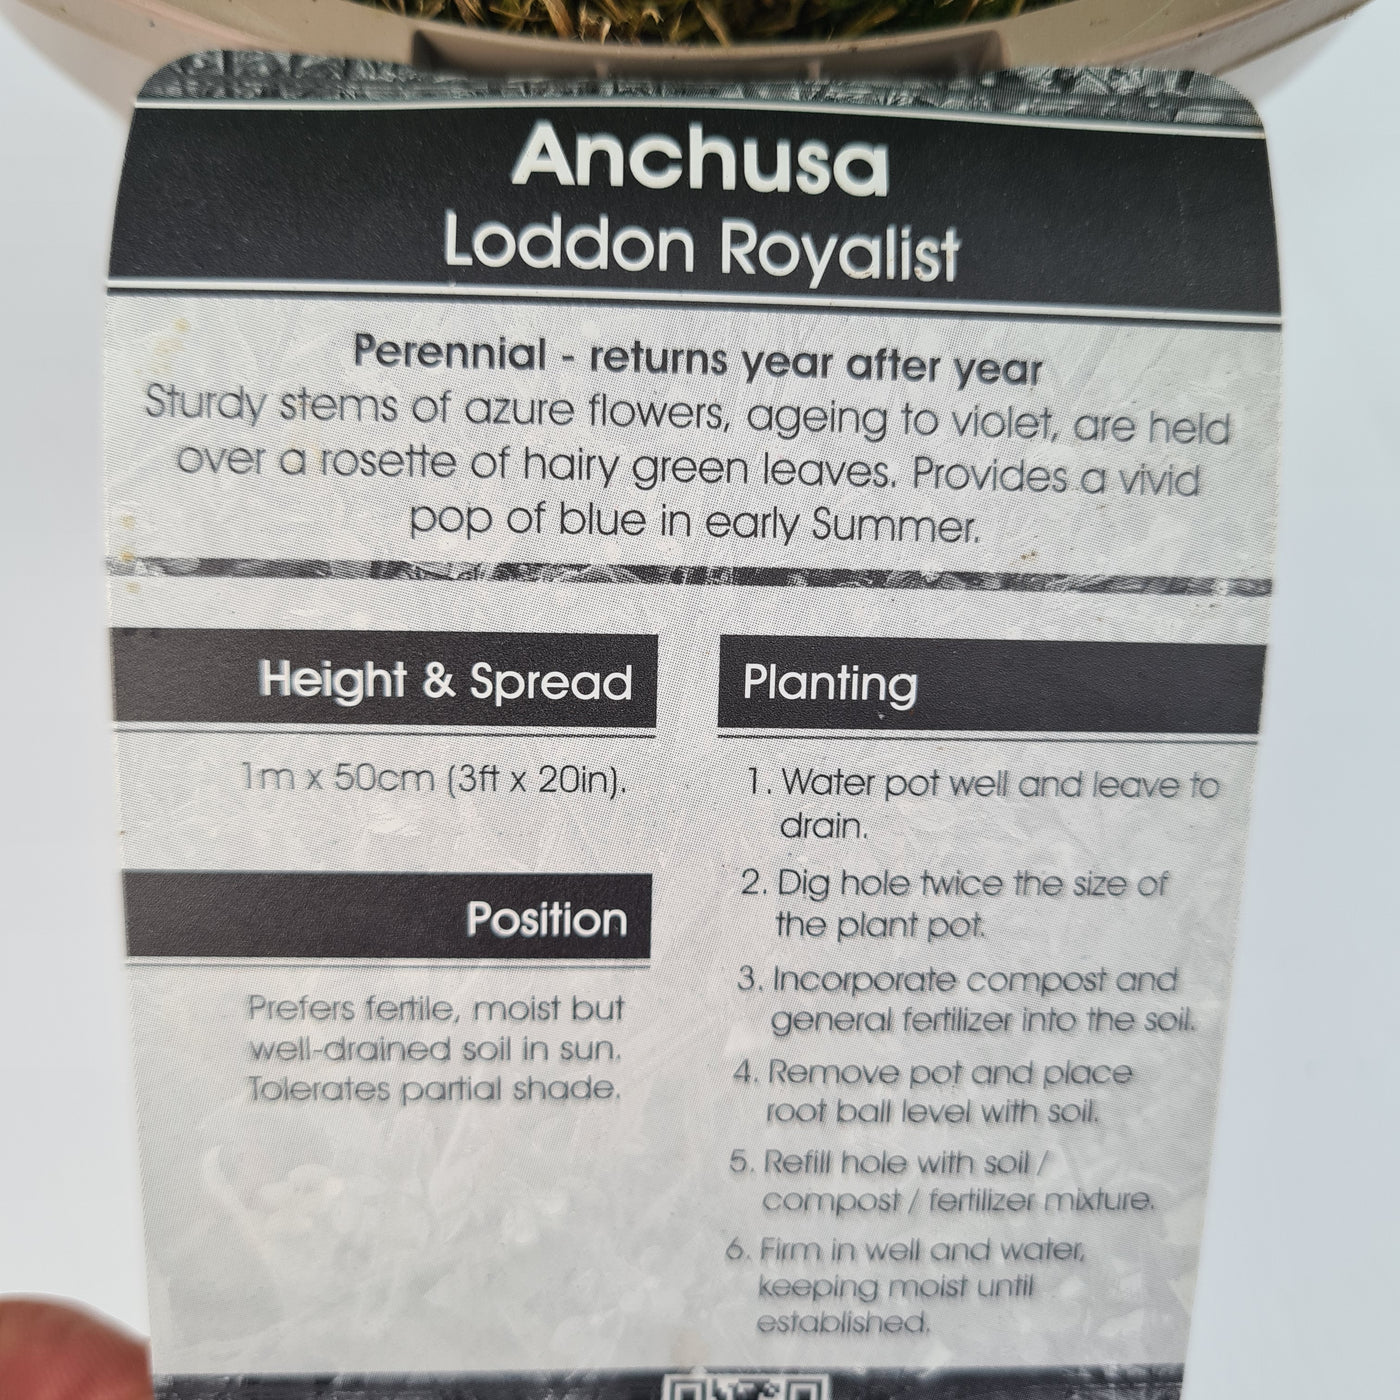 Anchusa
Loddon Royalist
Perennial - returns year after year
Sturdy stems of azure flowers, ageing to violet, are held
over a rosette of hairy green leaves. Provides a vivid
pop of blue in early Summer.
Height & Spread
1m x 50cm (3ft x 20in).
Position
Prefers fertile, moist but
well-drained soil in sun.
Tolerates partial shade.
Planting
1. Water pot well and leave to
drain.
2. Dig hole twice the size of
the plant pot.
3. Incorporate compost and
general fertilizer into the soil.
4. Remove pot and place
root ball level with soil.
5. Refill hole with soil /
compost / fertilizer mixture.
6. Firm in well and water,
keeping moist until
established.